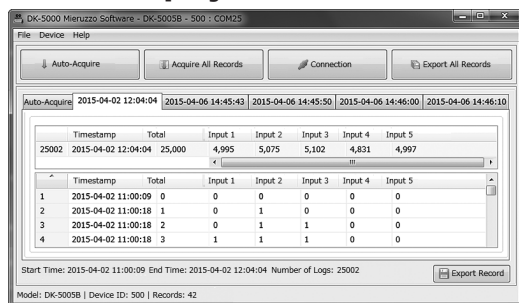 DK-5000 Mieruzzo Software - DK-5005B - 500 : COM25
File Device Help
Auto-Acquire Acquire All Records Connection Export All Records
Auto-Acquire 2015-04-02 12:04:04 2015-04-06 14:45:43 2015-04-06 14:45:50 2015-04-06 14:46:00 2015-04-06 14:46:10
Timestamp Total Input 1 Input 2 Input 3 Input 4 Input 5
25002 2015-04-02 12:04:04 25,000 4,995 5,075 5,102 4,831 4,997
Timestamp Total Input 1 Input 2 Input 3 Input 4 Input 5
1 2015-04-02 11:00:09 0 0 0 0 0 0
2 2015-04-02 11:00:18 1 0 1 0 0 0
3 2015-04-02 11:00:18 2 0 1 1 0 0
4 2015-04-02 11:00:18 3 1 1 1 0 0
Start Time: 2015-04-02 11:00:09 End Time: 2015-04-02 12:04:04 Number of Logs: 25002
Export Record
Model: DK-5005B | Device ID: 500 | Records: 42